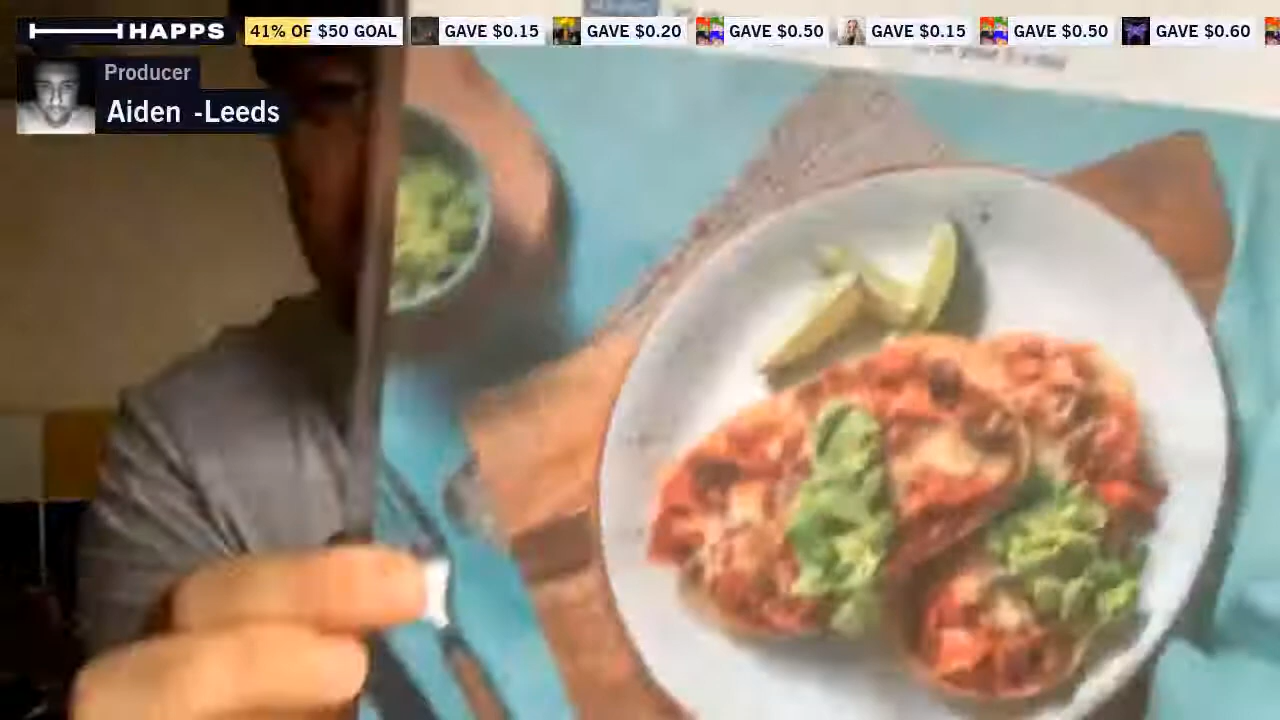 HAPPS
41% OF $50 GOAL
GAVE $0.15
GAVE $0.20
GAVE $0.50
GAVE $0.15
GAVE $0.50
GAVE $0.60
Producer
Aiden -Leeds